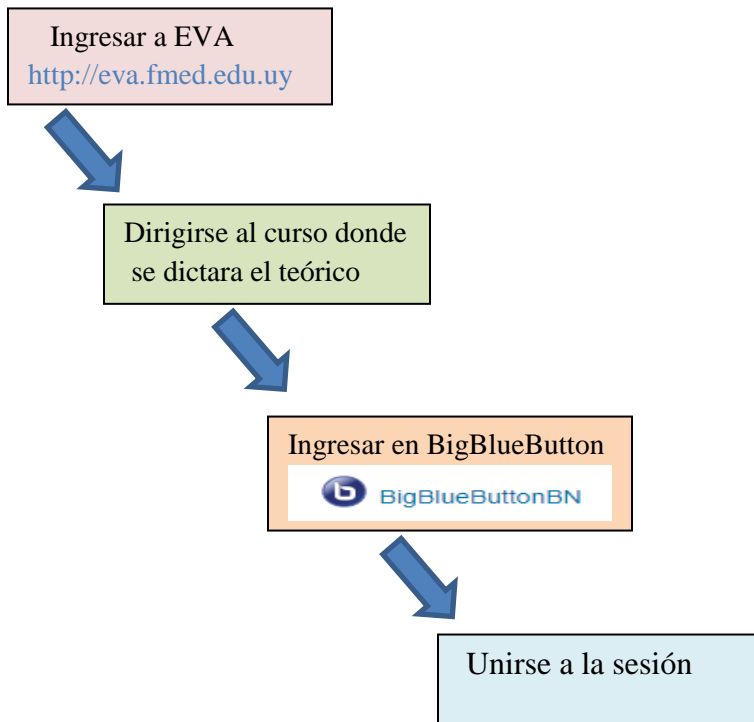 Ingresar a EVA
http://eva.fmed.edu.uy
Dirigirse al curso donde
se dictara el teórico
Ingresar en BigBlueButton
b BigBlueButtonBN
Unirse a la sesión